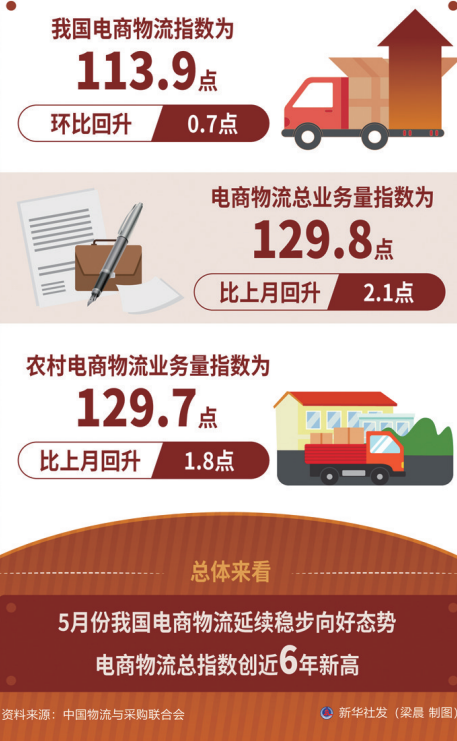 我国电商物流指数为
113.9点
环比回升 0.7点
电商物流总业务量指数为
129.8点
比上月回升 2.1点
农村电商物流业务量指数为
129.7点
比上月回升 1.8点
总体来看
5月份我国电商物流延续稳步向好态势
电商物流总指数创近6年新高
资料来源：中国物流与采购联合会 新华社发（梁晨 制图）